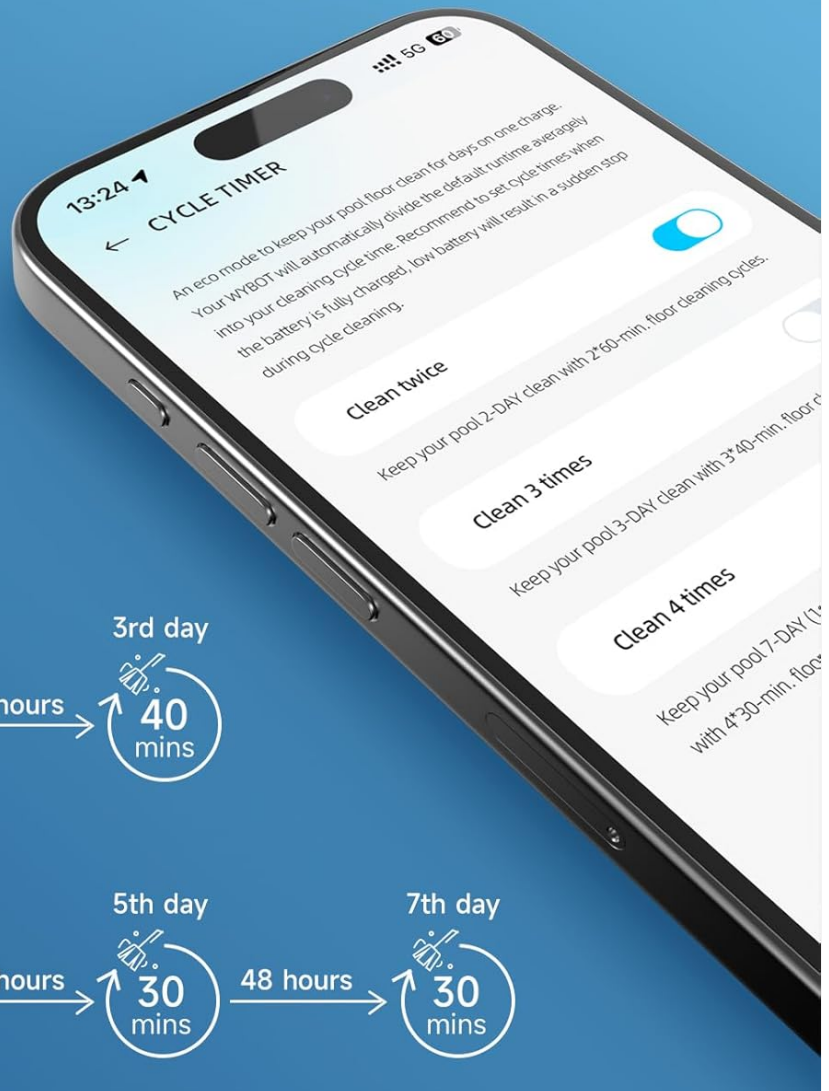 13:24
5G 60
CYCLE TIMER
An eco mode to keep your pool floor clean for days on one charge.
Your WYBOT will automatically divide the default runtime averagely
into your cleaning cycle time. Recommend to set cycle times when
the battery is fully charged, low battery will result in a sudden stop
during cycle cleaning.
Clean twice
Keep your pool 2-DAY clean with 2*60-min. floor cleaning cycles.
Clean 3 times
Keep your pool 3-DAY clean with 3*40-min. floor
Clean 4 times
Keep your pool 7-DAY
with 4*30-min.
3rd day
hours
40
mins
5th day
7th day
hours
30
mins
48 hours
30
mins